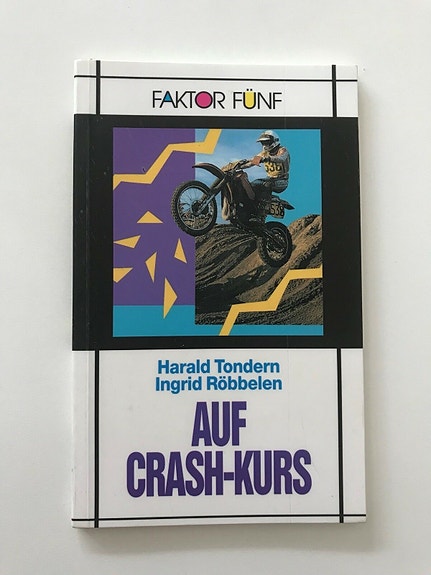 FAKTOR FÜNF
Harald Tondern
Ingrid Röbbelen
AUF
CRASH-KURS